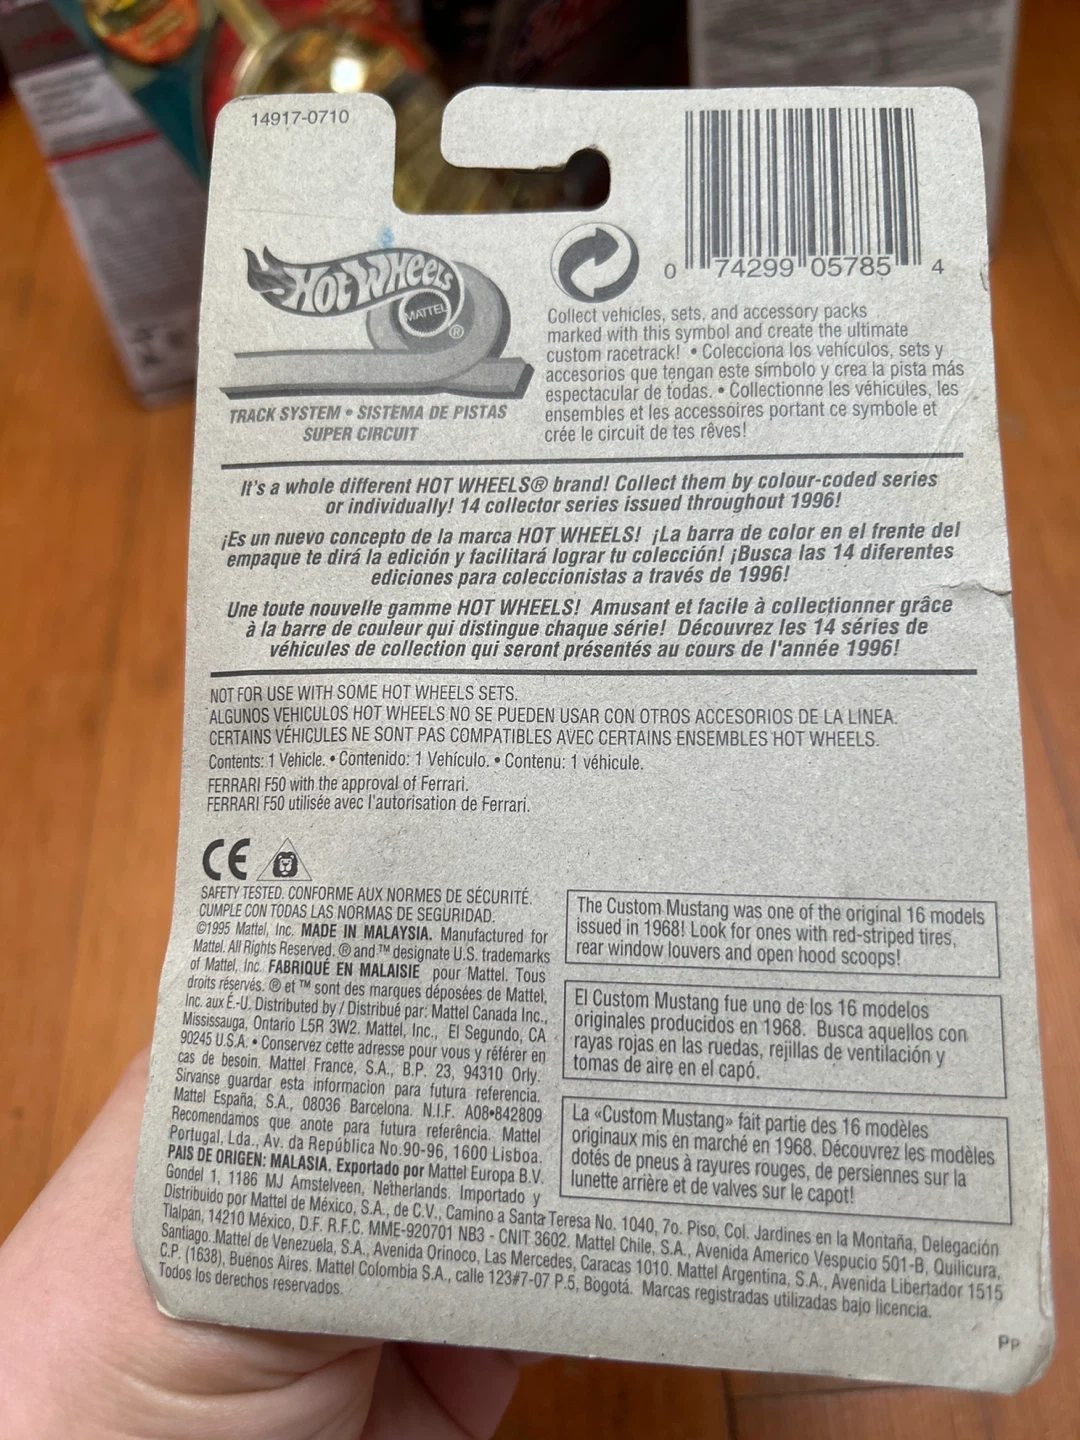 14917-0710
0 74299 05785 4
HOT WHEELS
MATTEL
®
TRACK SYSTEM • SISTEMA DE PISTAS
SUPER CIRCUIT
Collect vehicles, sets, and accessory packs
marked with this symbol and create the ultimate
custom racetrack! • Colecciona los vehículos, sets y
accesorios que tengan este símbolo y crea la pista más
espectacular de todas. • Collectionne les véhicules, les
ensembles et les accessoires portant ce symbole et
crée le circuit de tes rêves!
It's a whole different HOT WHEELS® brand! Collect them by colour-coded series
or individually! 14 collector series issued throughout 1996!
¡Es un nuevo concepto de la marca HOT WHEELS! ¡La barra de color en el frente del
empaque te dirá la edición y facilitará lograr tu colección! ¡Busca las 14 diferentes
ediciones para coleccionistas a través de 1996!
Une toute nouvelle gamme HOT WHEELS! Amusant et facile à collectionner grâce
à la barre de couleur qui distingue chaque série! Découvrez les 14 séries de
véhicules de collection qui seront présentés au cours de l'année 1996!
NOT FOR USE WITH SOME HOT WHEELS SETS.
ALGUNOS VEHICULOS HOT WHEELS NO SE PUEDEN USAR CON OTROS ACCESORIOS DE LA LINEA.
CERTAINS VÉHICULES NE SONT PAS COMPATIBLES AVEC CERTAINS ENSEMBLES HOT WHEELS.
Contents: 1 Vehicle. • Contenido: 1 Vehículo. • Contenu: 1 véhicule.
FERRARI F50 with the approval of Ferrari.
FERRARI F50 utilisée avec l'autorisation de Ferrari.
CE
SAFETY TESTED. CONFORME AUX NORMES DE SÉCURITÉ.
CUMPLE CON TODAS LAS NORMAS DE SEGURIDAD.
©1995 Mattel, Inc. MADE IN MALAYSIA. Manufactured for
Mattel. All Rights Reserved. ® and ™ designate U.S. trademarks
of Mattel, Inc. FABRIQUÉ EN MALAISIE pour Mattel. Tous
droits réservés. ® et ™ sont des marques déposées de Mattel,
Inc. aux É.-U. Distributed by / Distribué par: Mattel Canada Inc.,
Mississauga, Ontario L5R 3W2. Mattel, Inc., El Segundo, CA
90245 U.S.A. • Conservez cette adresse pour vous y référer en
cas de besoin. Mattel France, S.A., B.P. 23, 94310 Orly.
Sirvanse guardar esta informacion para futura referencia.
Mattel España, S.A., 08036 Barcelona. N.I.F. A08•842809
Recomendamos que anote para futura referência. Mattel
Portugal, Lda., Av. da República No.90-96, 1600 Lisboa.
PAIS DE ORIGEN: MALASIA. Exportado por Mattel Europa B.V.
Gondel 1, 1186 MJ Amstelveen, Netherlands. Importado y
Distribuido por Mattel de México, S.A., de C.V., Camino a Santa Teresa No. 1040, 7o. Piso, Col. Jardines en la Montaña, Delegación
Tlalpan, 14210 México, D.F. R.F.C. MME-920701 NB3 - CNIT 3602. Mattel Chile, S.A., Avenida Americo Vespucio 501-B, Quilicura,
Santiago. Mattel de Venezuela, S.A., Avenida Orinoco, Las Mercedes, Caracas 1010. Mattel Argentina, S.A., Avenida Libertador 1515
C.P. (1638), Buenos Aires. Mattel Colombia S.A., calle 123#7-07 P.5, Bogotá. Marcas registradas utilizadas bajo licencia.
Todos los derechos reservados.
The Custom Mustang was one of the original 16 models
issued in 1968! Look for ones with red-striped tires,
rear window louvers and open hood scoops!
El Custom Mustang fue uno de los 16 modelos
originales producidos en 1968. Busca aquellos con
rayas rojas en las ruedas, rejillas de ventilación y
tomas de aire en el capó.
La «Custom Mustang» fait partie des 16 modèles
originaux mis en marché en 1968. Découvrez les modèles
dotés de pneus à rayures rouges, de persiennes sur la
lunette arrière et de valves sur le capot!
PP